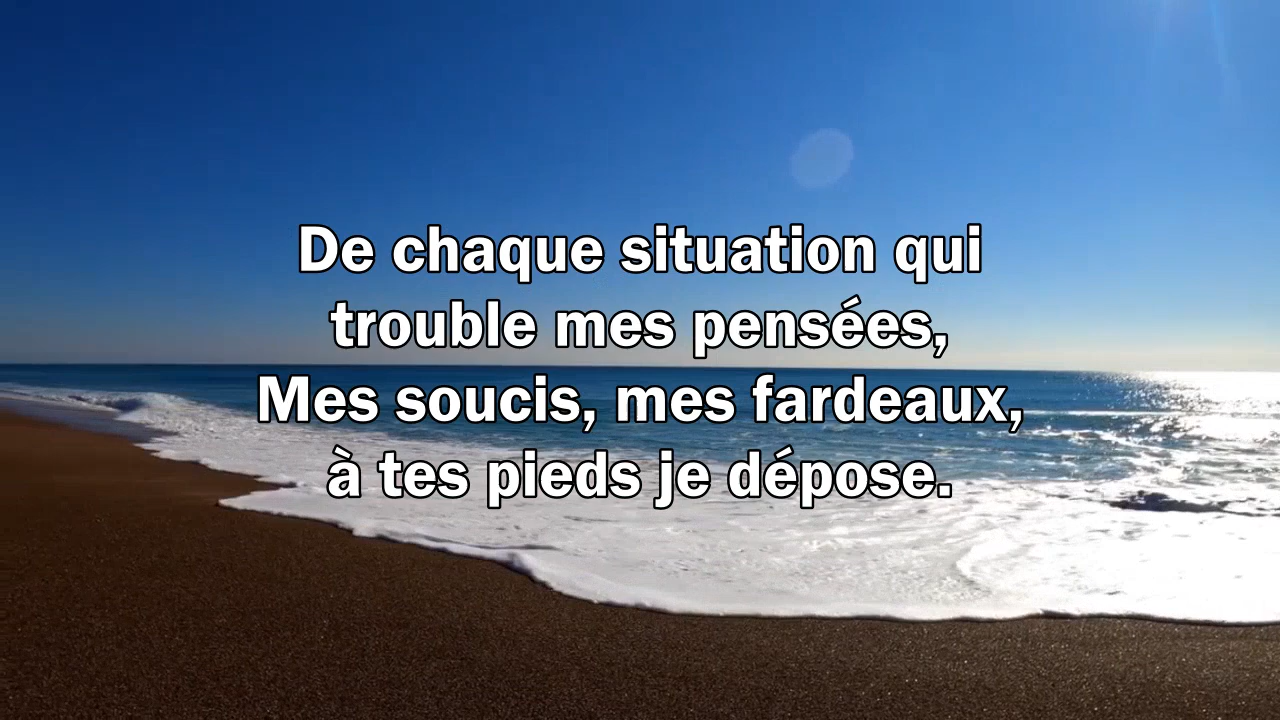 De chaque situation qui
trouble mes pensées,
Mes soucis, mes fardeaux,
à tes pieds je dépose.